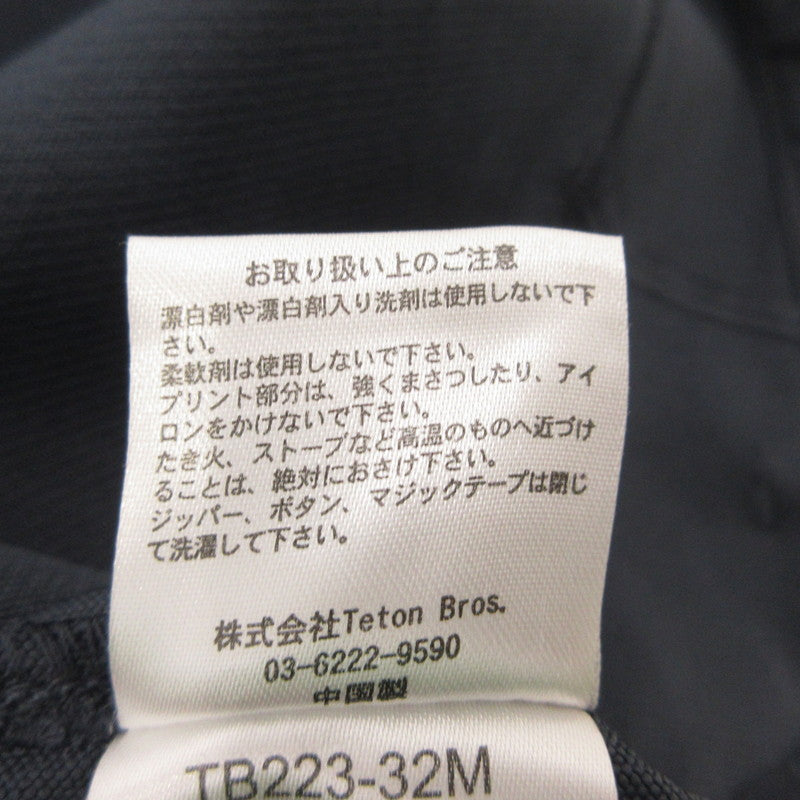 お取り扱い上のご注意
漂白剤や漂白剤入り洗剤は使用しないで下
さい。
柔軟剤は使用しないで下さい。
プリント部分は、強くまさつしたり、アイ
ロンをかけないで下さい。
たき火、ストーブなど高温のものへ近づけ
ることは、絶対におさけ下さい。
ジッパー、ボタン、マジックテープは閉じ
て洗濯して下さい。
株式会社Teton Bros.
03-6222-9590
中国製
TB223-32M